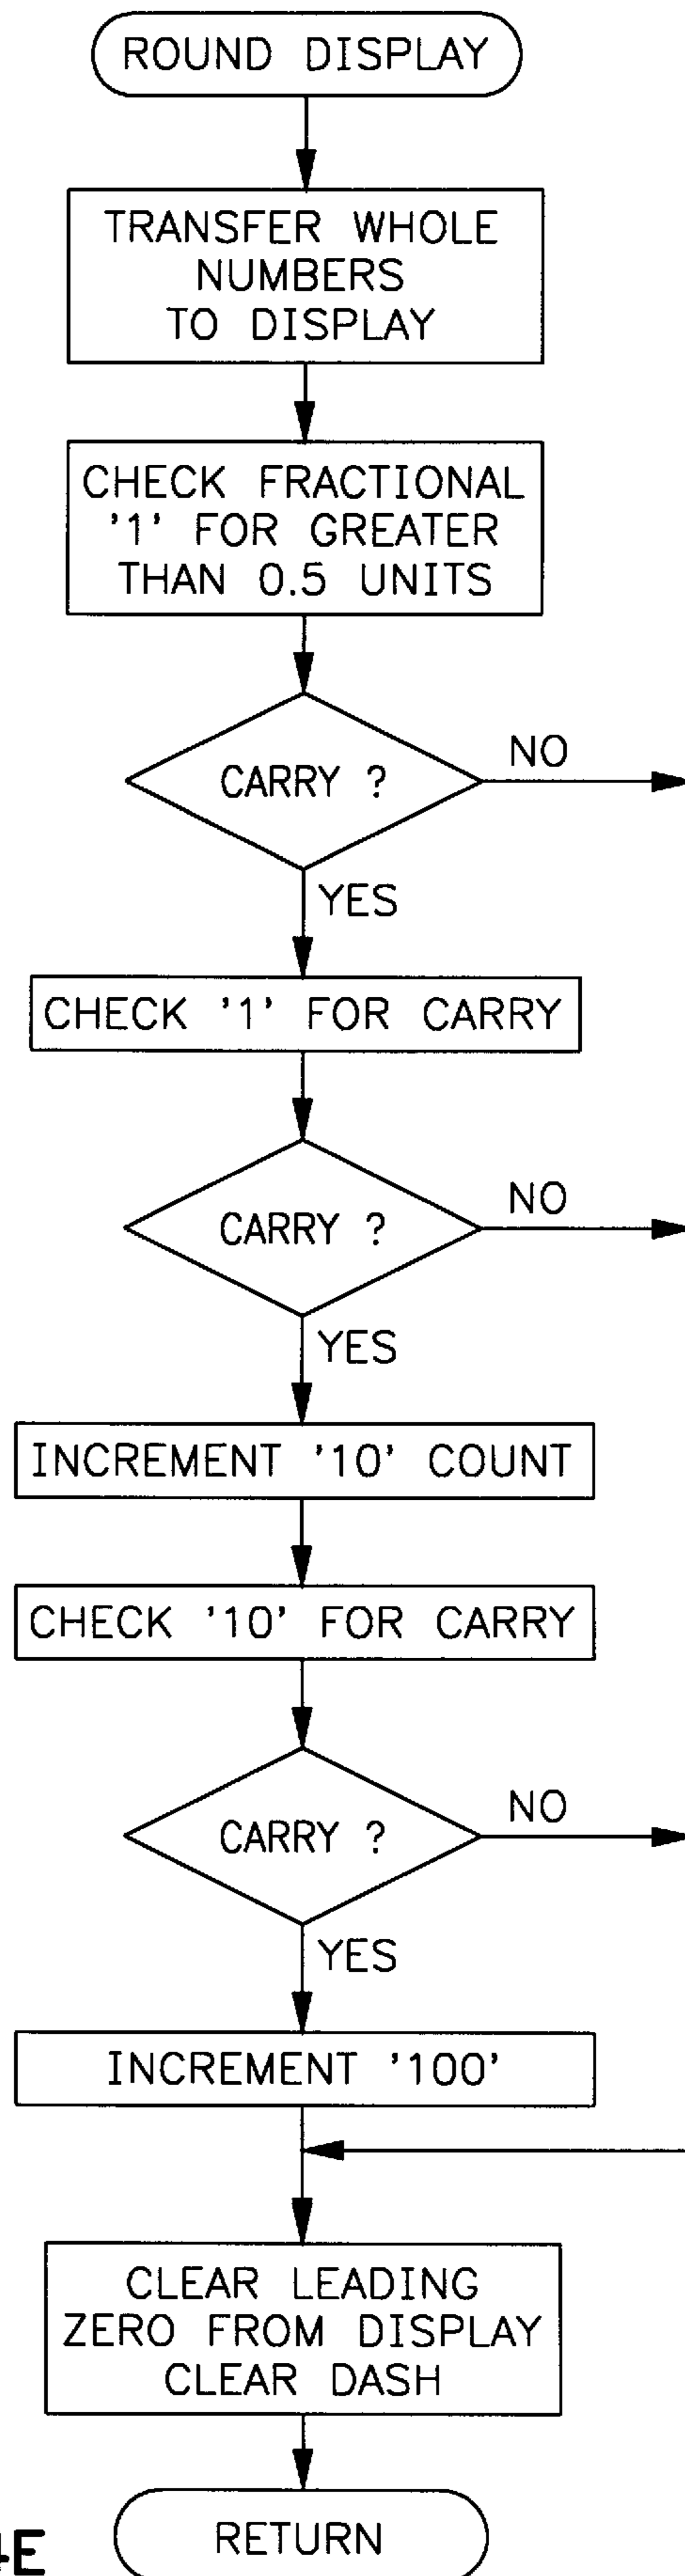 ROUND DISPLAY
TRANSFER WHOLE
NUMBERS
TO DISPLAY
CHECK FRACTIONAL
'1' FOR GREATER
THAN 0.5 UNITS
CARRY ?
NO
YES
CHECK '1' FOR CARRY
CARRY ?
NO
YES
INCREMENT '10' COUNT
CHECK '10' FOR CARRY
CARRY ?
NO
YES
INCREMENT '100'
CLEAR LEADING
ZERO FROM DISPLAY
CLEAR DASH
RETURN
4E